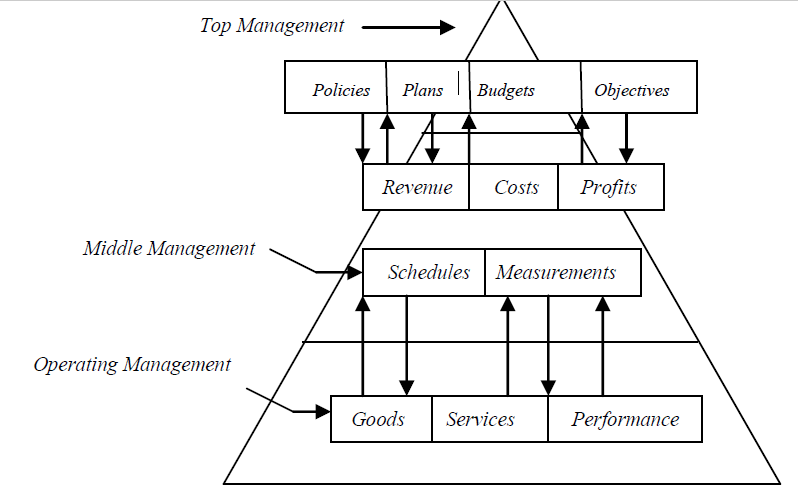 Top Management
Policies Plans Budgets Objectives
Revenue Costs Profits
Middle Management
Schedules Measurements
Operating Management
Goods Services Performance